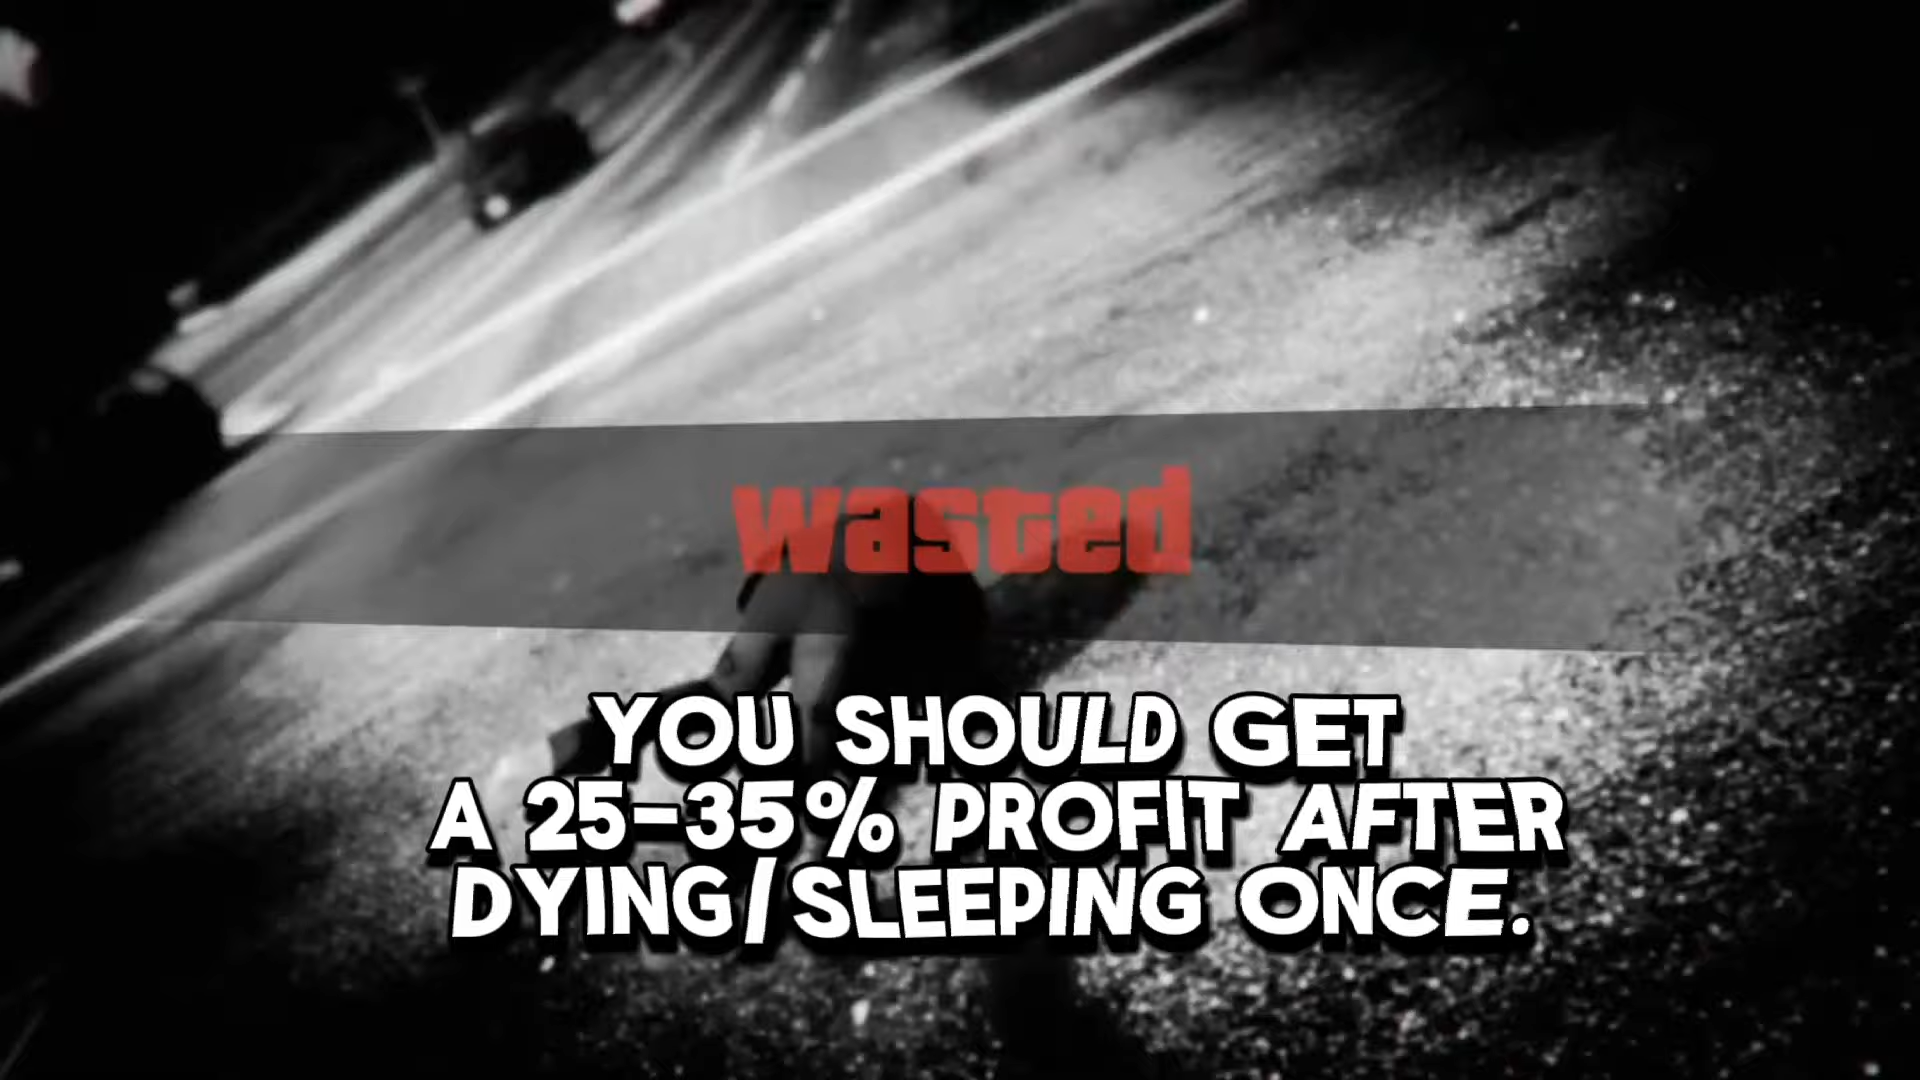 wasted
YOU SHOULD GET
A 25-35% PROFIT AFTER
DYING/SLEEPING ONCE.